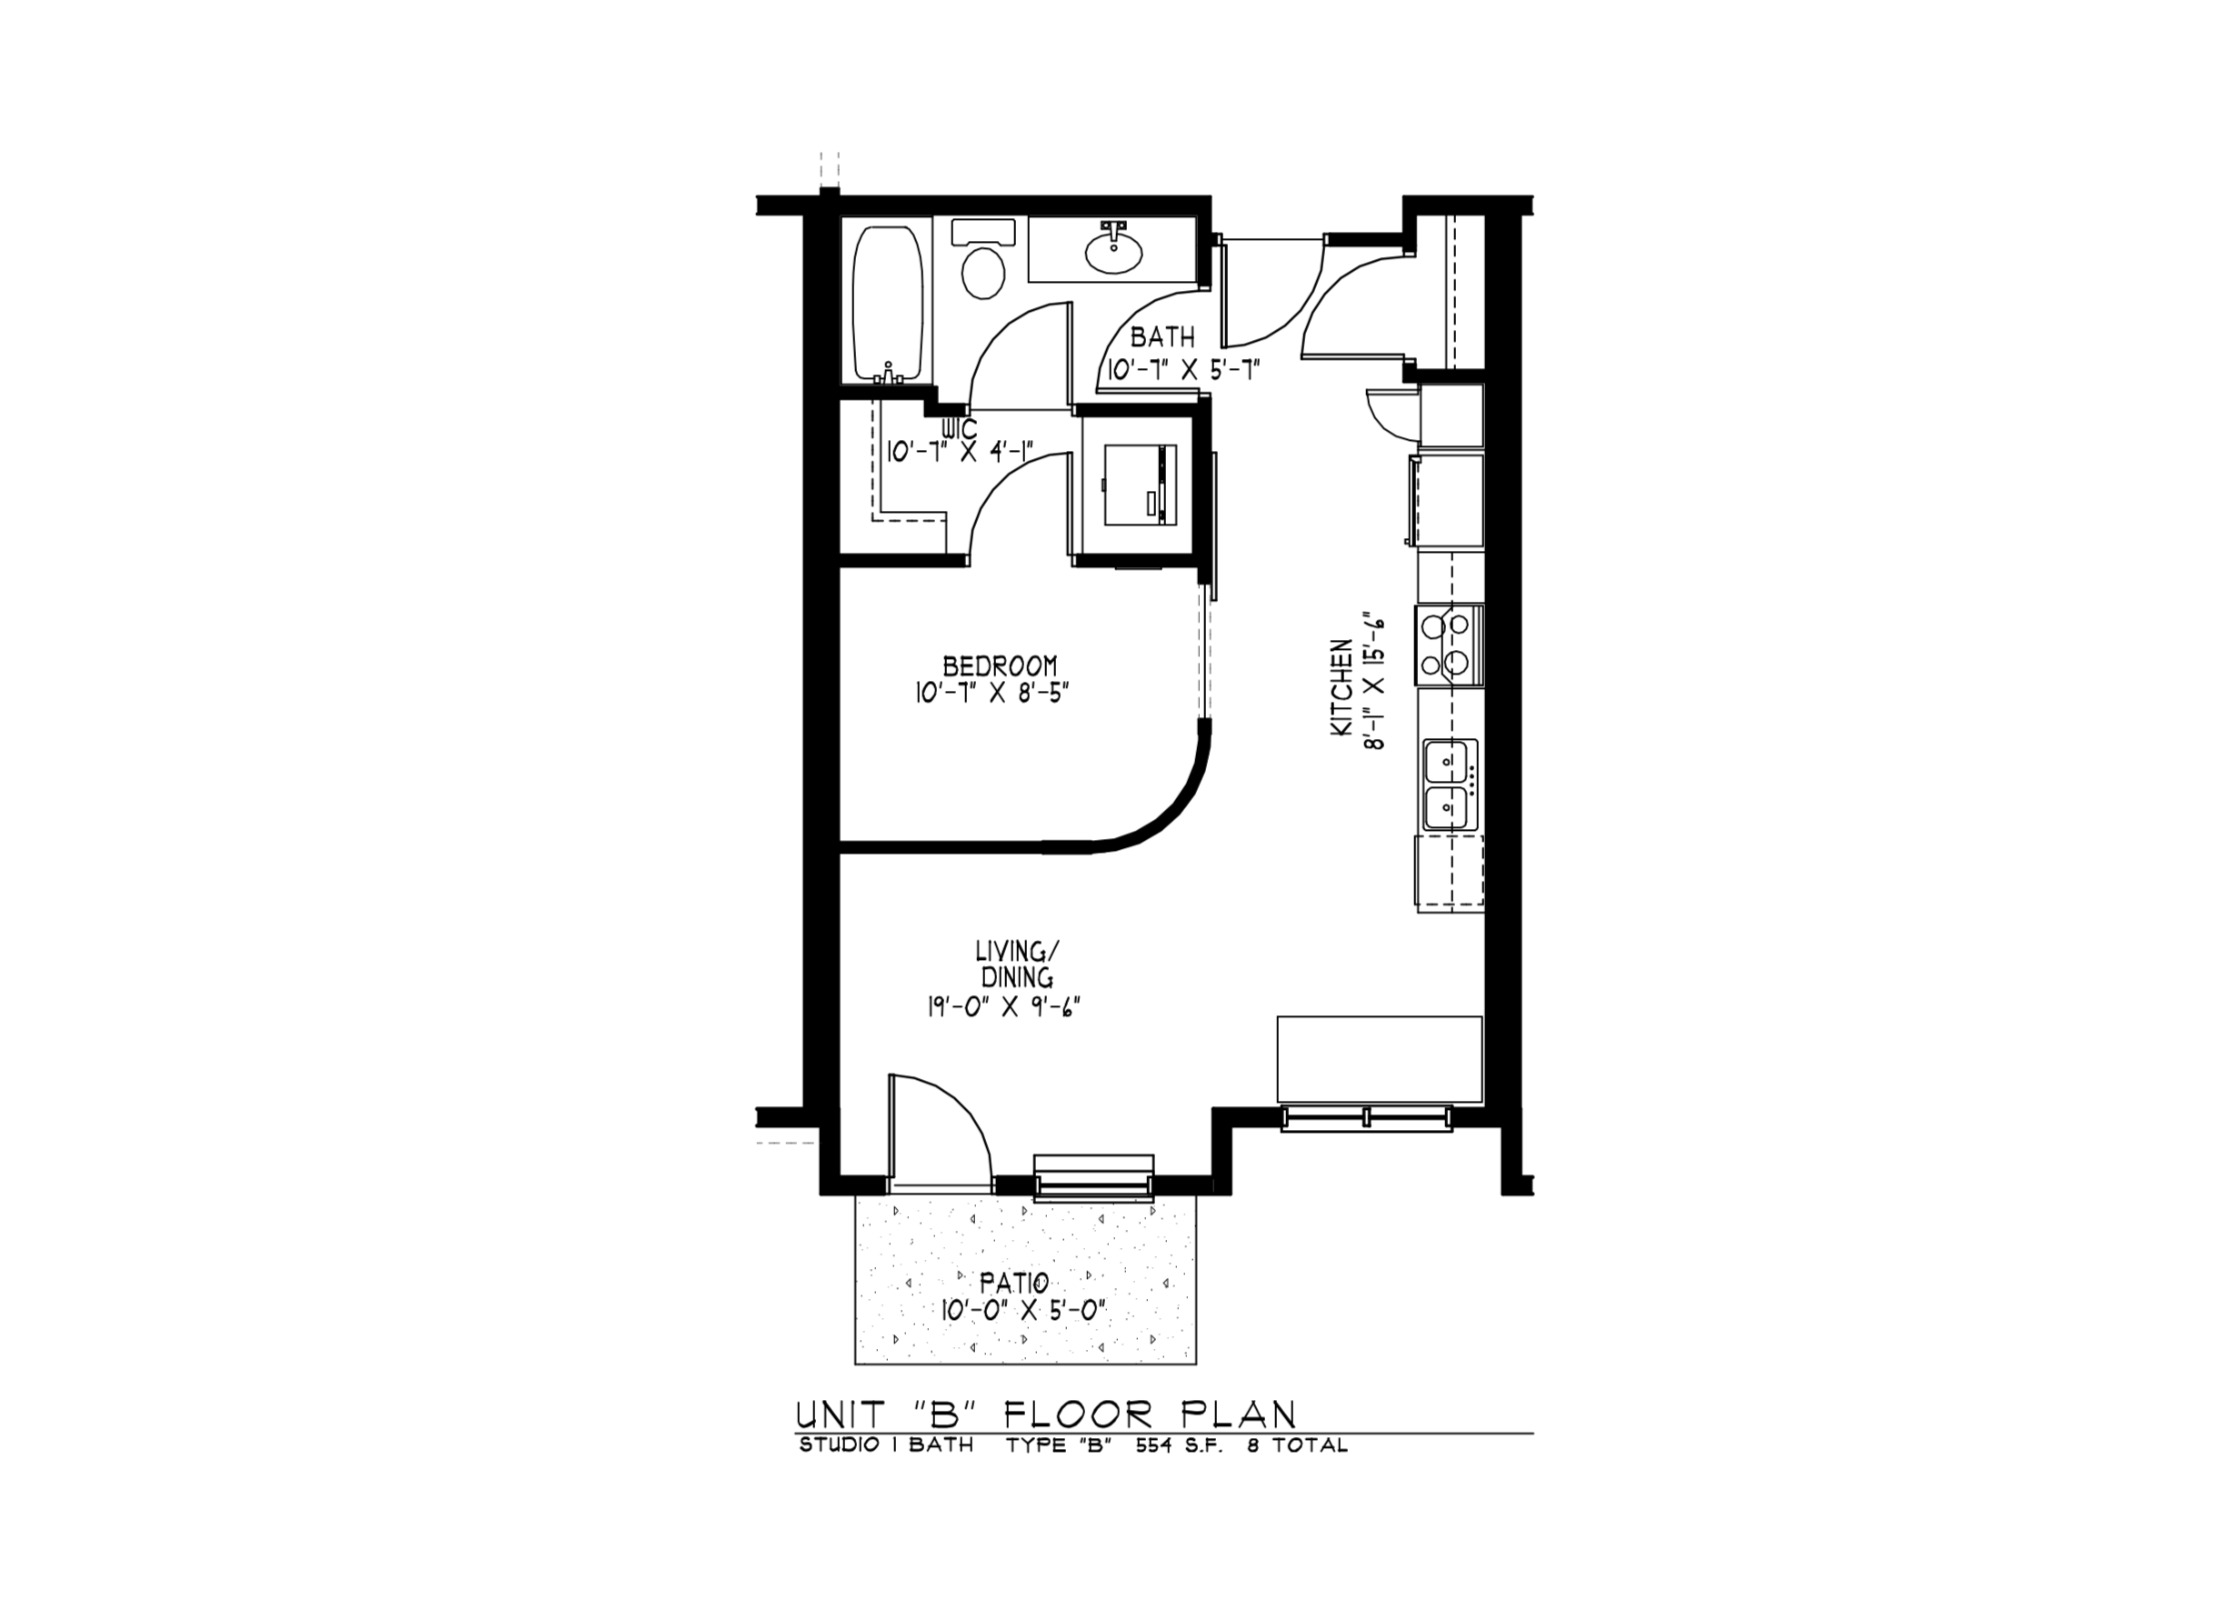 BATH
10'-7" X 5'-7"
WIC
10'-7" X 4'-1"
BEDROOM
10'-7" X 8'-5"
KITCHEN
8'-1" X 15'-6"
LIVING/
DINING
19'-0" X 9'-6"
PATIO
10'-0" X 5'-0"
UNIT "B" FLOOR PLAN
STUDIO 1 BATH TYPE "B" 554 S.F. 8 TOTAL